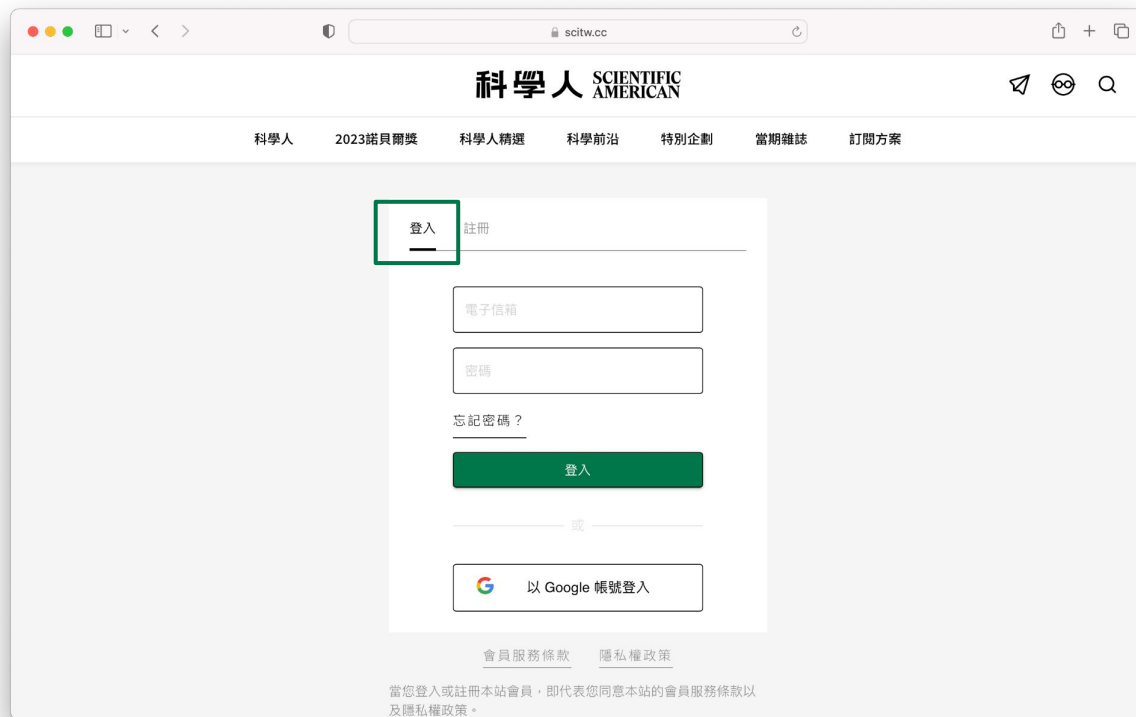 scitw.cc
科學人 SCIENTIFIC AMERICAN
科學人 2023諾貝爾獎 科學人精選 科學前沿 特別企劃 當期雜誌 訂閱方案
登入 註冊
電子信箱
密碼
忘記密碼？
登入
或
以 Google 帳號登入
會員服務條款 隱私權政策
當您登入或註冊本站會員，即代表您同意本站的會員服務條款以
及隱私權政策。